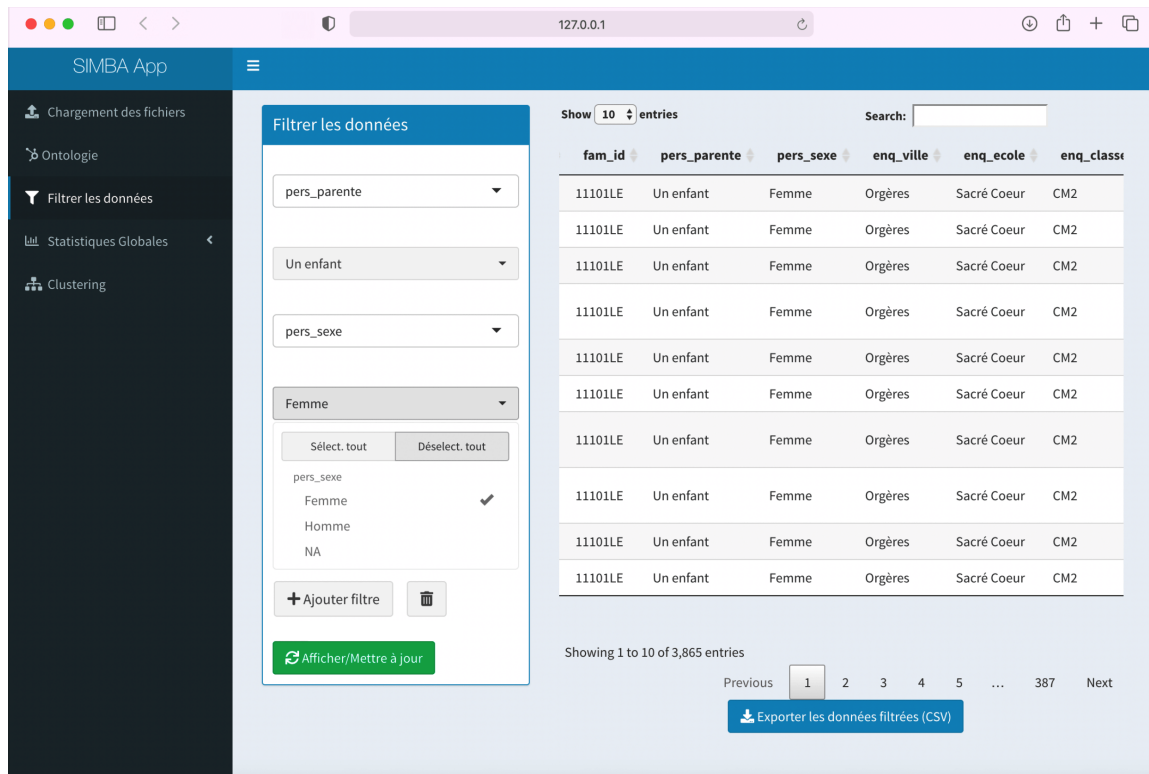 127.0.0.1
SIMBA App
Chargement des fichiers
Ontologie
Filtrer les données
Statistiques Globales
Clustering
Filtrer les données
pers_parente
Un enfant
pers_sexe
Femme
Sélect. tout Déselect. tout
pers_sexe
Femme
Homme
NA
Ajouter filtre
Afficher/Mettre à jour
Show 10 entries Search:
fam_id pers_parente pers_sexe enq_ville enq_ecole enq_classe
11101LE Un enfant Femme Orgères Sacré Coeur CM2
11101LE Un enfant Femme Orgères Sacré Coeur CM2
11101LE Un enfant Femme Orgères Sacré Coeur CM2
11101LE Un enfant Femme Orgères Sacré Coeur CM2
11101LE Un enfant Femme Orgères Sacré Coeur CM2
11101LE Un enfant Femme Orgères Sacré Coeur CM2
11101LE Un enfant Femme Orgères Sacré Coeur CM2
11101LE Un enfant Femme Orgères Sacré Coeur CM2
11101LE Un enfant Femme Orgères Sacré Coeur CM2
11101LE Un enfant Femme Orgères Sacré Coeur CM2
Showing 1 to 10 of 3,865 entries
Previous 1 2 3 4 5 ... 387 Next
Exporter les données filtrées (CSV)